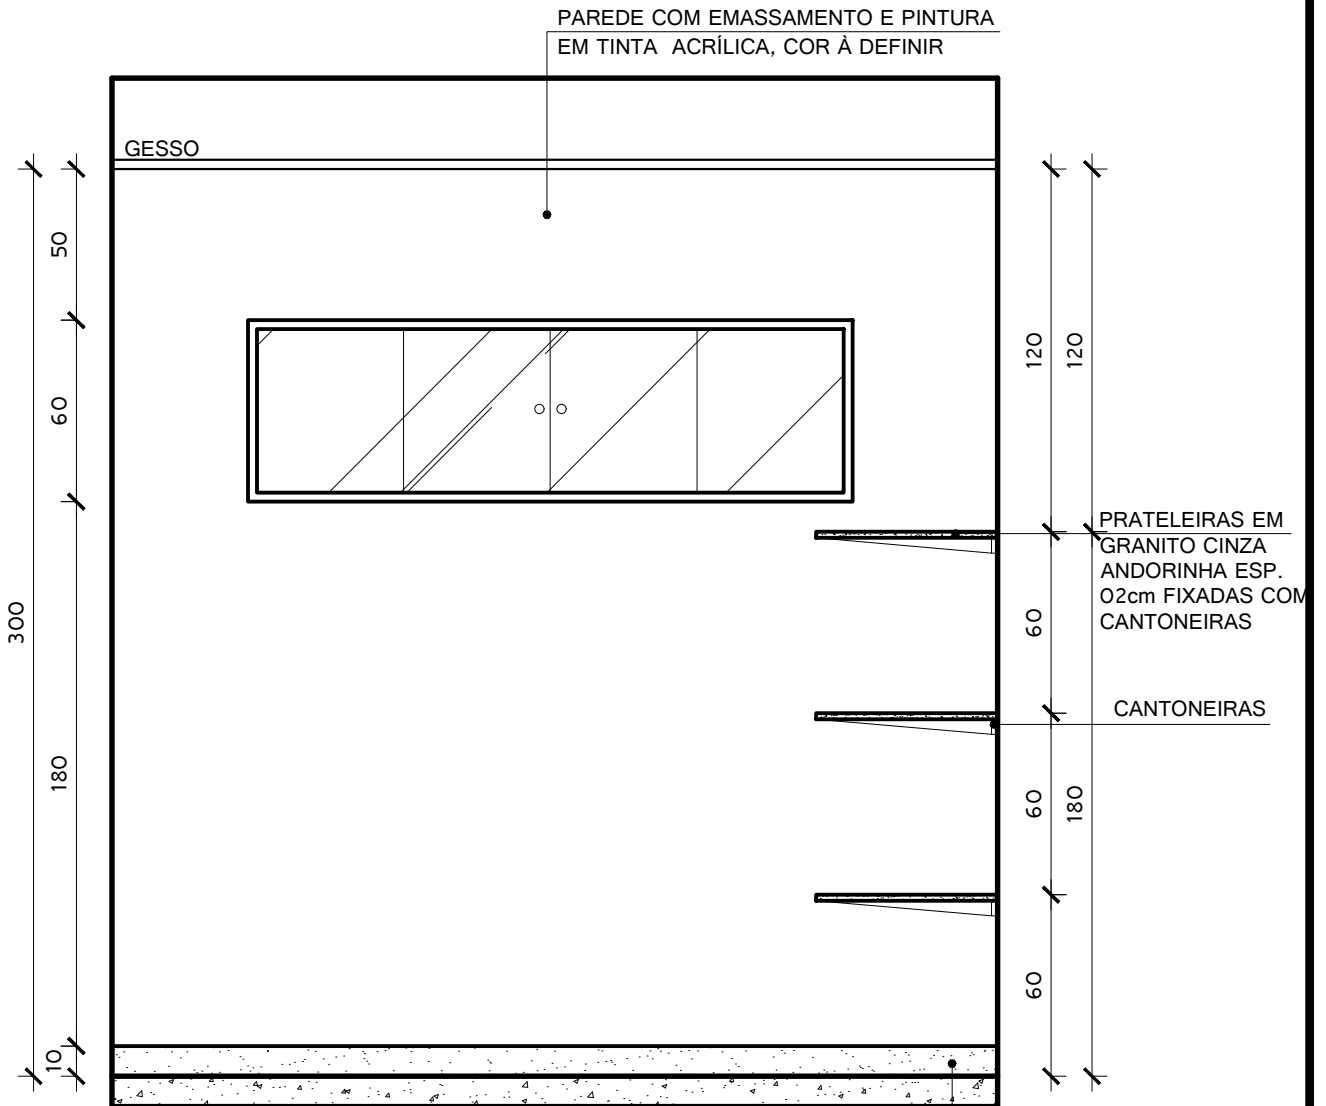 PAREDE COM EMASSAMENTO E PINTURA
EM TINTA ACRÍLICA, COR À DEFINIR
GESSO
50
60
300
180
10
120
120
60
60
180
60
PRATELEIRAS EM
GRANITO CINZA
ANDORINHA ESP.
02cm FIXADAS COM
CANTONEIRAS
CANTONEIRAS